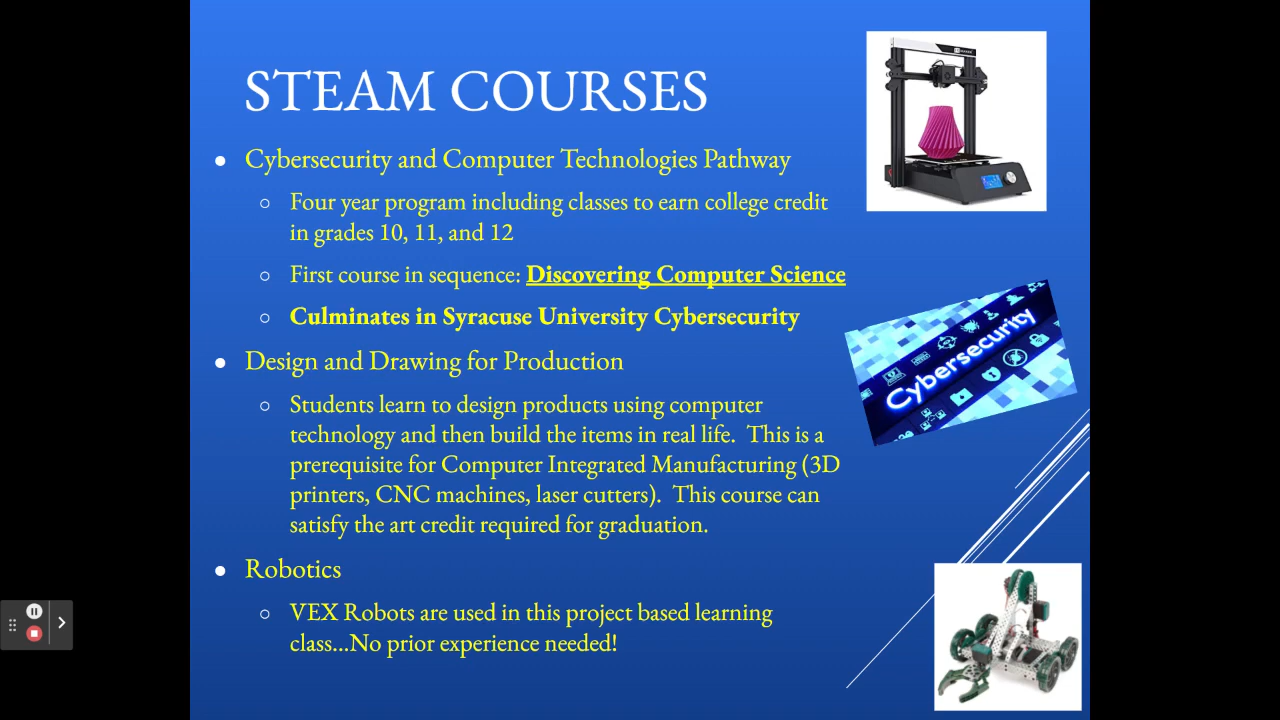 STEAM COURSES
● Cybersecurity and Computer Technologies Pathway
○ Four year program including classes to earn college credit
in grades 10, 11, and 12
○ First course in sequence: Discovering Computer Science
○ Culminates in Syracuse University Cybersecurity
Cybersecurity
● Design and Drawing for Production
○ Students learn to design products using computer
technology and then build the items in real life.  This is a
prerequisite for Computer Integrated Manufacturing (3D
printers, CNC machines, laser cutters).  This course can
satisfy the art credit required for graduation.
● Robotics
○ VEX Robots are used in this project based learning
class...No prior experience needed!